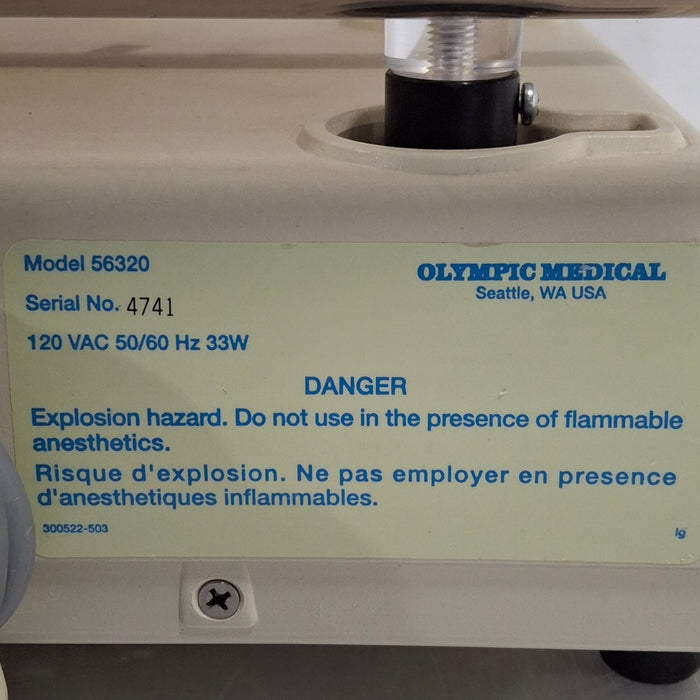 Model 56320
OLYMPIC MEDICAL
Seattle, WA USA
Serial No. 4741
120 VAC 50/60 Hz 33W
DANGER
Explosion hazard. Do not use in the presence of flammable
anesthetics.
Risque d'explosion. Ne pas employer en presence
d'anesthetiques inflammables.
300522-503
lg